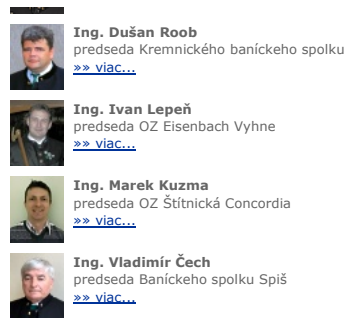 Ing. Dušan Roob
predseda Kremnického baníckeho spolku
»» viac...
Ing. Ivan Lepeň
predseda OZ Eisenbach Vyhne
»» viac...
Ing. Marek Kuzma
predseda OZ Štítnická Concordia
»» viac...
Ing. Vladimír Čech
predseda Baníckeho spolku Spiš
»» viac...